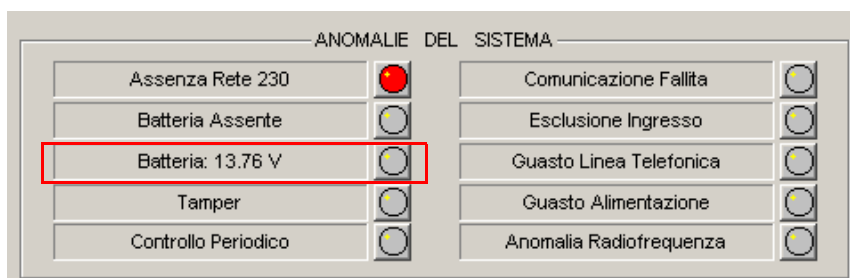 ANOMALIE DEL SISTEMA
Assenza Rete 230
Comunicazione Fallita
Batteria Assente
Esclusione Ingresso
Batteria: 13.76 V
Guasto Linea Telefonica
Tamper
Guasto Alimentazione
Controllo Periodico
Anomalia Radiofrequenza